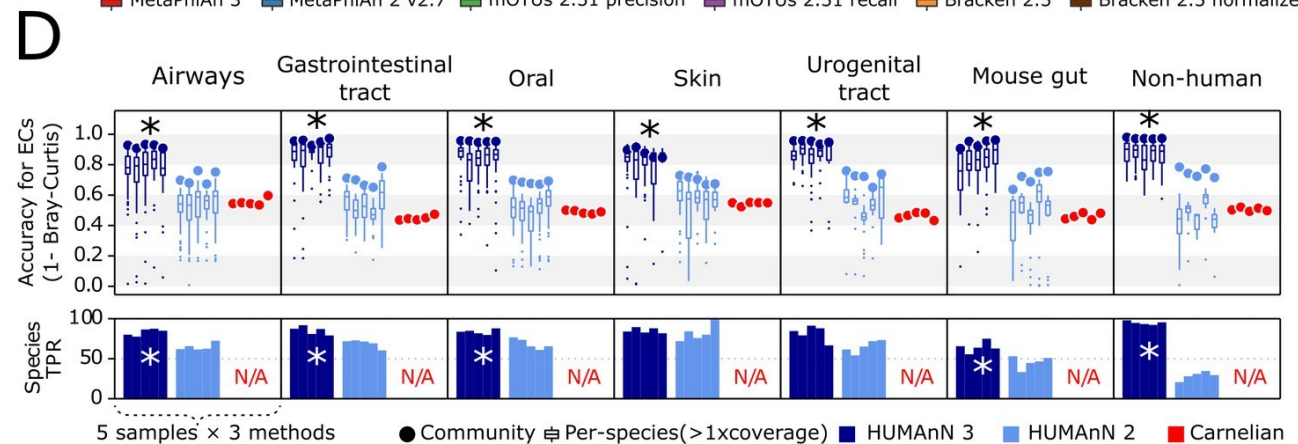 MetaPhlAn 3 MetaPhlAn 2 v2.7 mOTUs 2.51 precision mOTUs 2.51 recall Bracken 2.5 Bracken 2.5 normalize
D
Airways Gastrointestinal tract Oral Skin Urogenital tract Mouse gut Non-human
Accuracy for ECs
(1- Bray-Curtis)
1.0
0.8
0.6
0.4
0.2
0.0
* * * * * * *
Species
TPR
100
50
0
* * * * *
N/A N/A N/A N/A N/A N/A N/A
5 samples × 3 methods Community Per-species(>1xcoverage) HUMAnN 3 HUMAnN 2 Carnelian